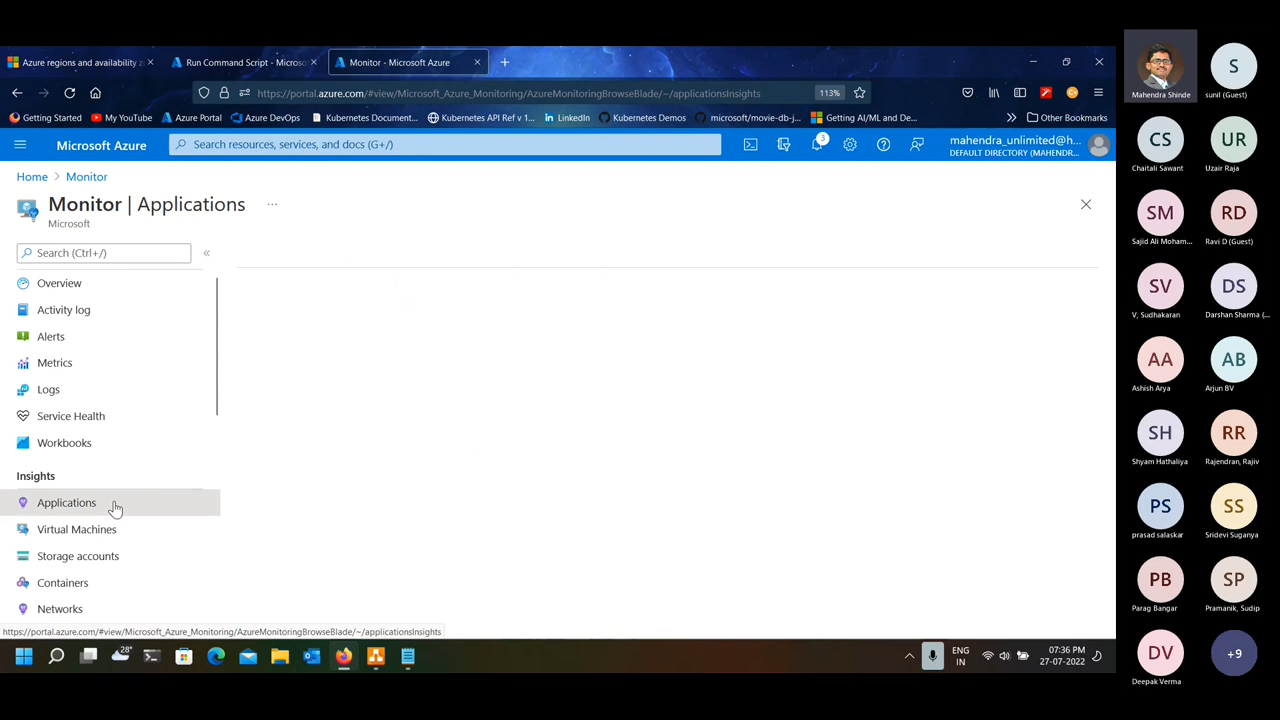 Azure regions and availability z
Run Command Script - Microso
Monitor - Microsoft Azure
https://portal.azure.com/#view/Microsoft_Azure_Monitoring/AzureMonitoringBrowseBlade/~/applicationsInsights
113%
Getting Started
My YouTube
Azure Portal
Azure DevOps
Kubernetes Document...
Kubernetes API Ref v 1...
LinkedIn
Kubernetes Demos
microsoft/movie-db-j...
Getting AI/ML and De...
Other Bookmarks
Microsoft Azure
Search resources, services, and docs (G+/)
3
mahendra_unlimited@h...
DEFAULT DIRECTORY (MAHENDR...
Home > Monitor
Monitor | Applications ...
Microsoft
Search (Ctrl+/)
«
Overview
Activity log
Alerts
Metrics
Logs
Service Health
Workbooks
Insights
Applications
Virtual Machines
Storage accounts
Containers
Networks
https://portal.azure.com/#view/Microsoft_Azure_Monitoring/AzureMonitoringBrowseBlade/~/applicationsInsights
28°
ENG
IN
07:36 PM
27-07-2022
Mahendra Shinde
S
sunil (Guest)
CS
Chaitali Sawant
UR
Uzair Raja
SM
Sajid Ali Moham...
RD
Ravi D (Guest)
SV
V, Sudhakaran
DS
Darshan Sharma (...
AA
Ashish Arya
AB
Arjun BV
SH
Shyam Hathaliya
RR
Rajendran, Rajiv
PS
prasad salaskar
SS
Sridevi Suganya
PB
Parag Bangar
SP
Pramanik, Sudip
DV
Deepak Verma
+9